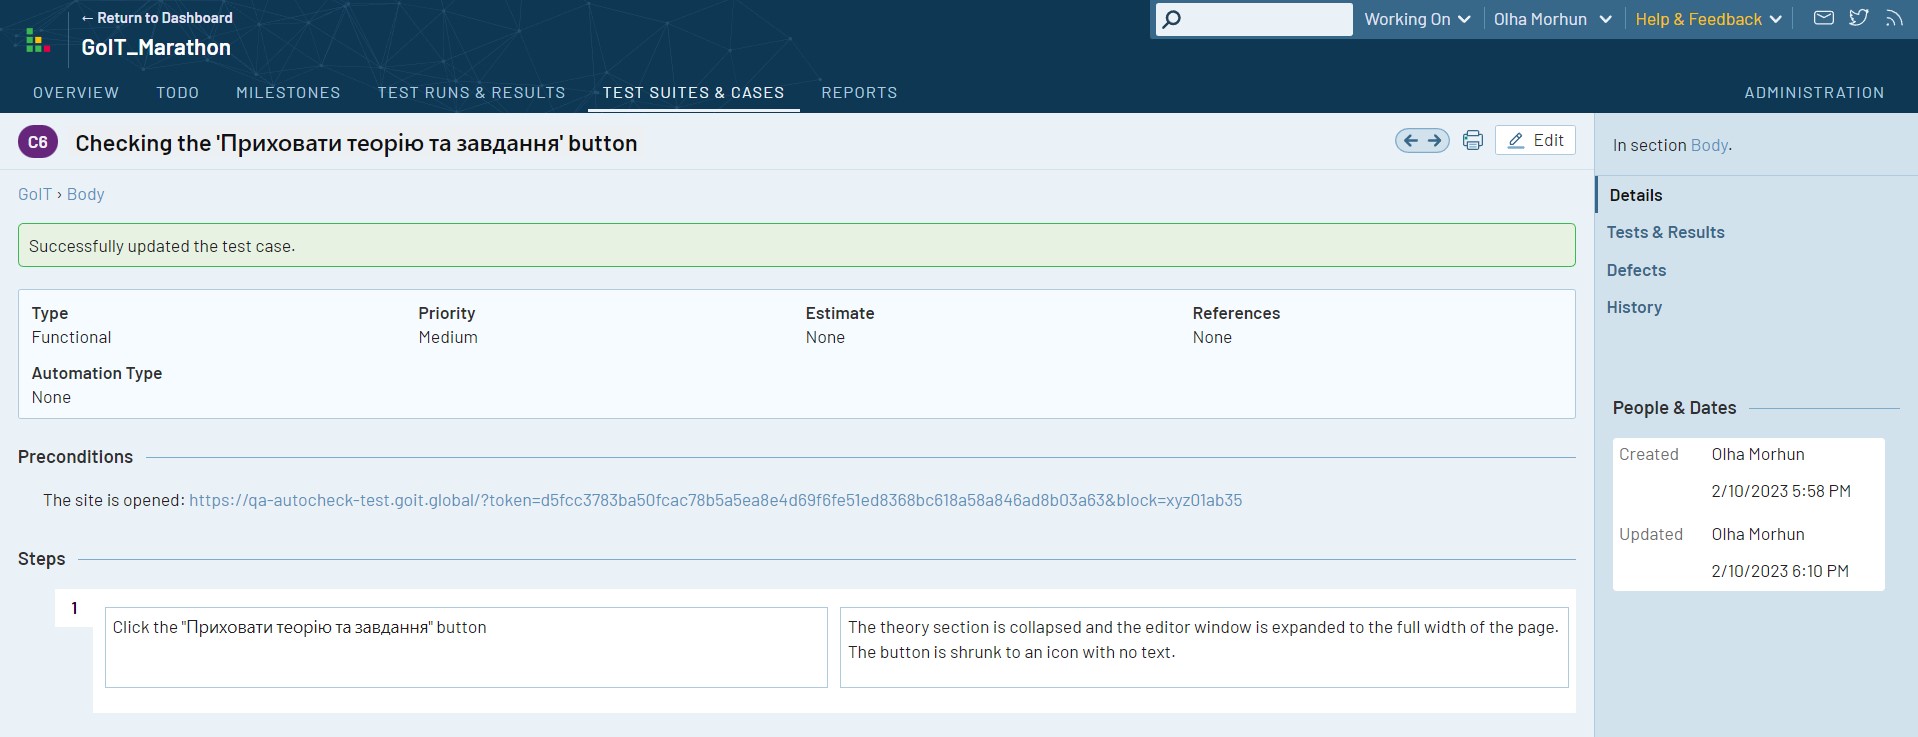 ← Return to Dashboard
GoIT_Marathon
Working On
Olha Morhun
Help & Feedback
OVERVIEW TODO MILESTONES TEST RUNS & RESULTS TEST SUITES & CASES REPORTS ADMINISTRATION
C6 Checking the 'Приховати теорію та завдання' button
Edit
GoIT › Body
Successfully updated the test case.
Type Priority Estimate References
Functional Medium None None
Automation Type
None
Preconditions
The site is opened: https://qa-autocheck-test.goit.global/?token=d5fcc3783ba50fcac78b5a5ea8e4d69f6fe51ed8368bc618a58a846ad8b03a63&block=xyz01ab35
Steps
1
Click the "Приховати теорію та завдання" button
The theory section is collapsed and the editor window is expanded to the full width of the page.
The button is shrunk to an icon with no text.
In section Body.
Details
Tests & Results
Defects
History
People & Dates
Created Olha Morhun
2/10/2023 5:58 PM
Updated Olha Morhun
2/10/2023 6:10 PM